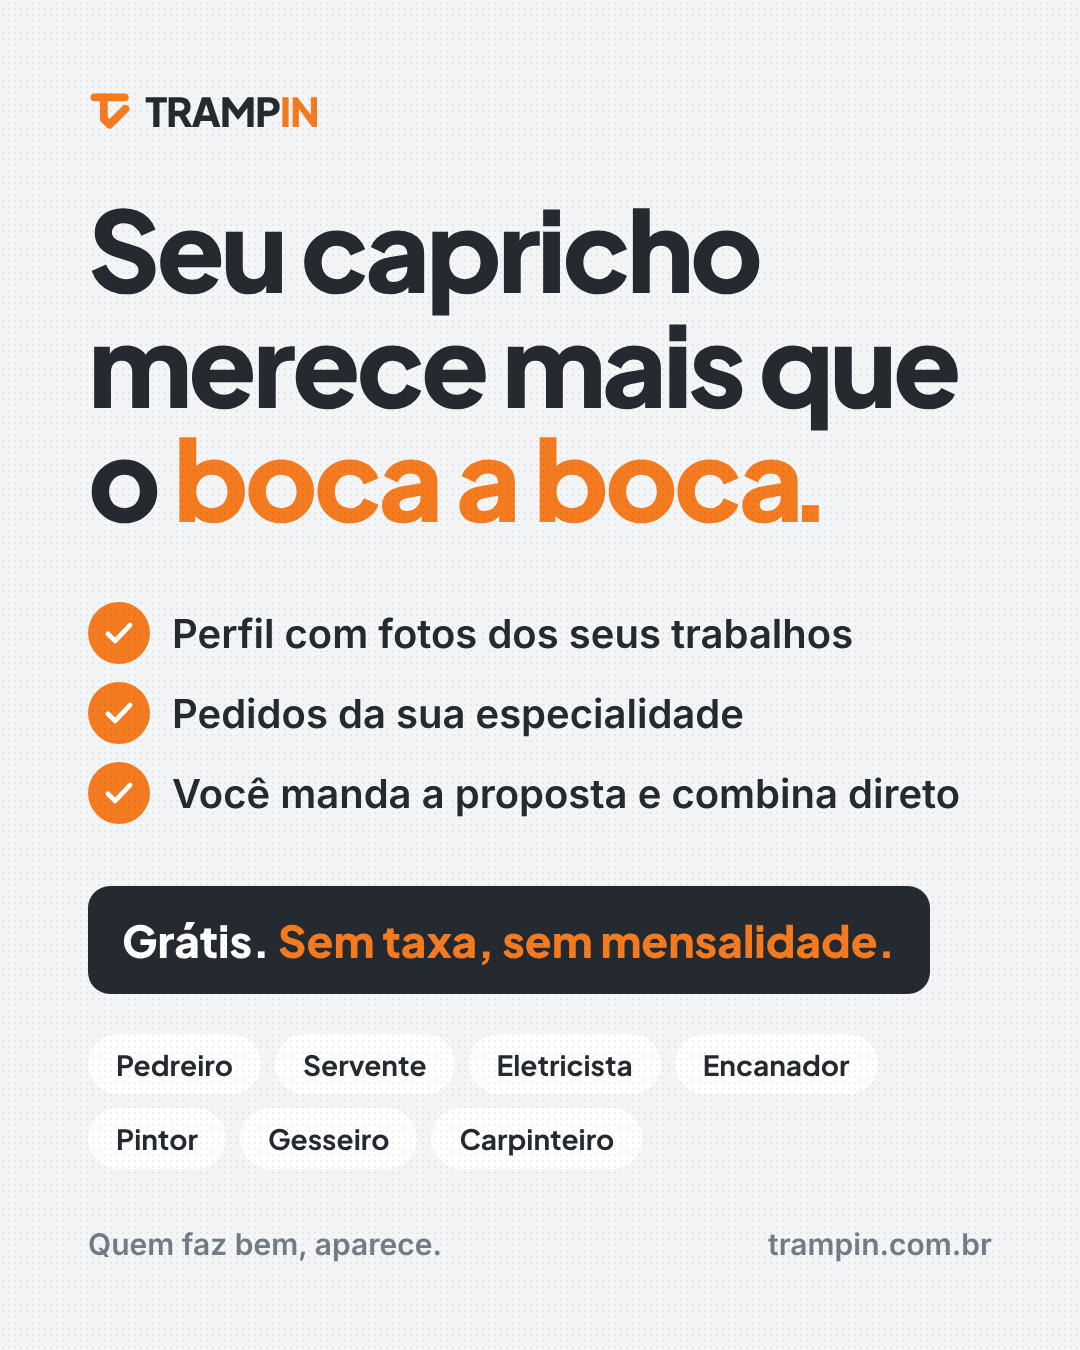 TRAMPIN
Seu capricho
merece mais que
o boca a boca.
Perfil com fotos dos seus trabalhos
Pedidos da sua especialidade
Você manda a proposta e combina direto
Grátis. Sem taxa, sem mensalidade.
Pedreiro Servente Eletricista Encanador
Pintor Gesseiro Carpinteiro
Quem faz bem, aparece. trampin.com.br